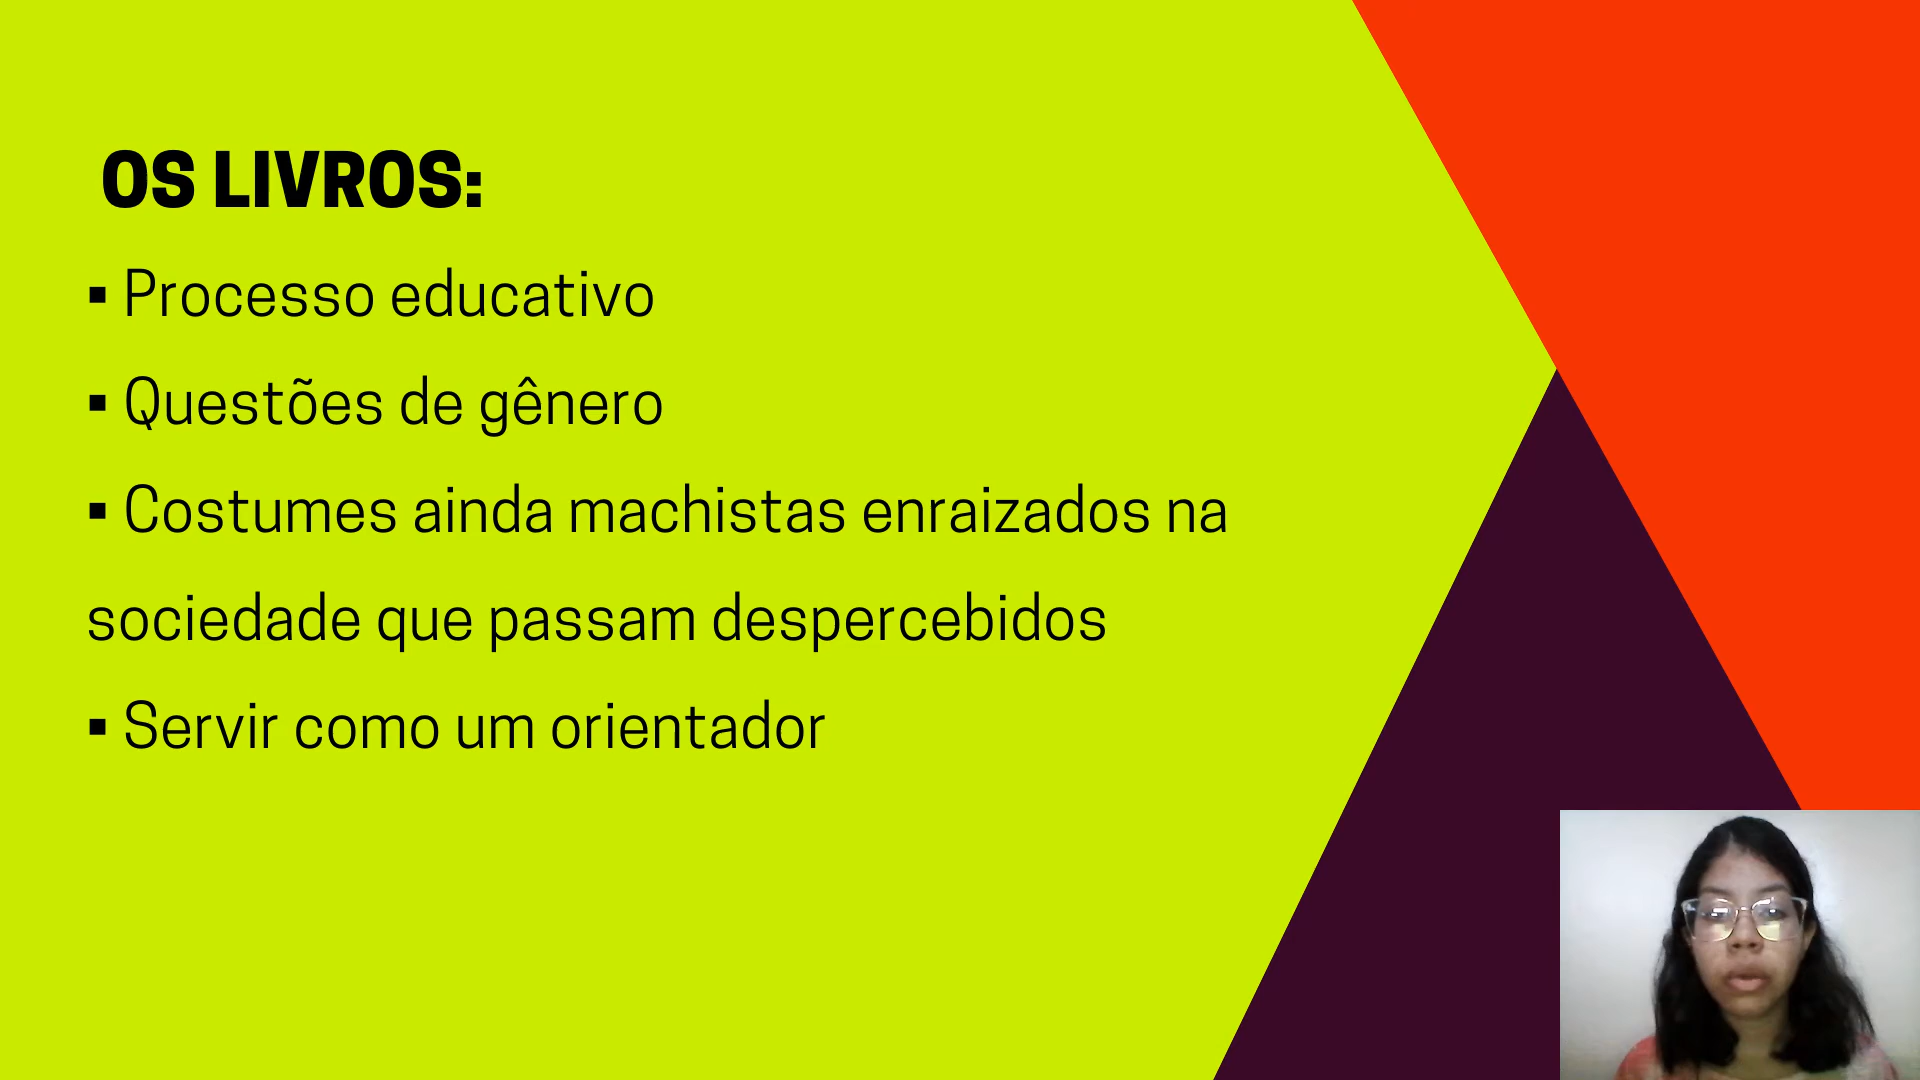 OS LIVROS:
▪ Processo educativo
▪ Questões de gênero
▪ Costumes ainda machistas enraizados na
sociedade que passam despercebidos
▪ Servir como um orientador